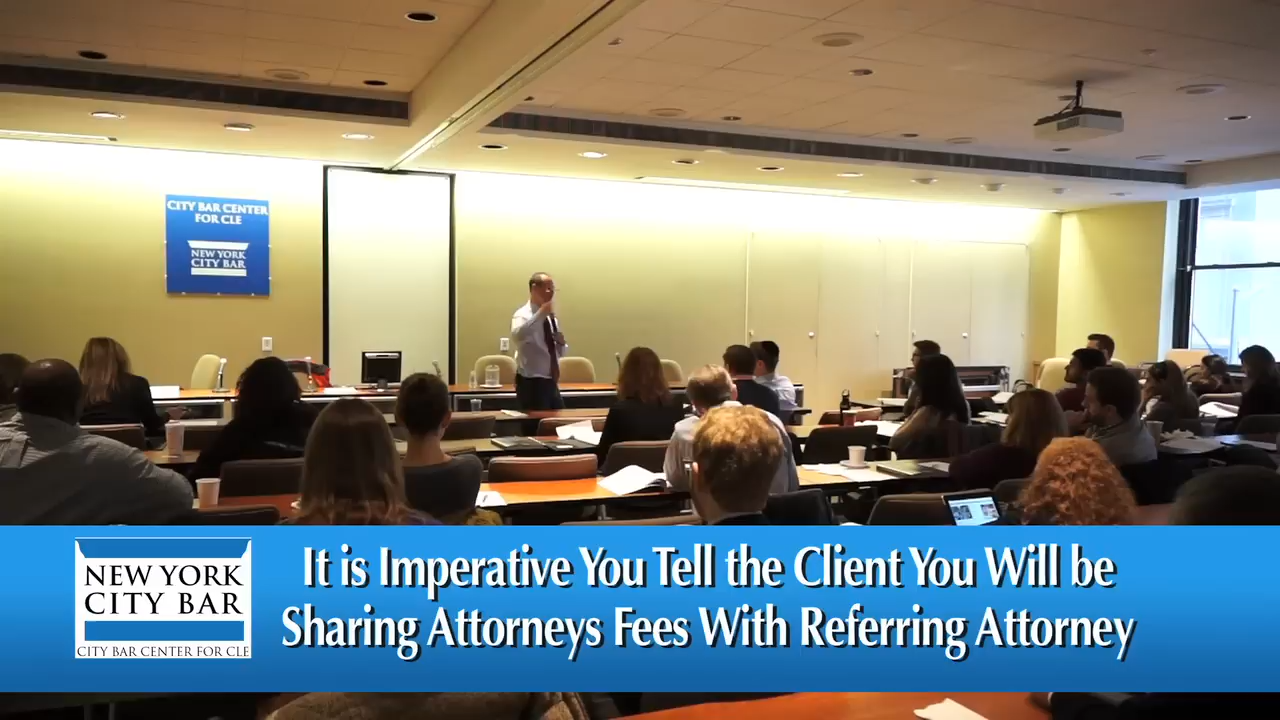 CITY BAR CENTER
FOR CLE
NEW YORK
CITY BAR
NEW YORK
CITY BAR
CITY BAR CENTER FOR CLE
It is Imperative You Tell the Client You Will be
Sharing Attorneys Fees With Referring Attorney